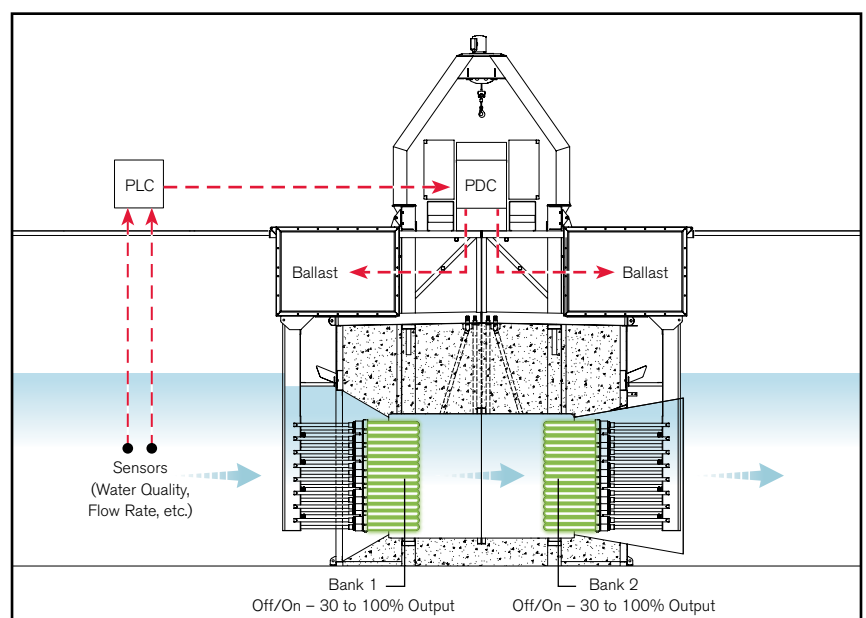 PLC
PDC
Ballast
Ballast
Sensors
(Water Quality,
Flow Rate, etc.)
Bank 1
Off/On – 30 to 100% Output
Bank 2
Off/On – 30 to 100% Output